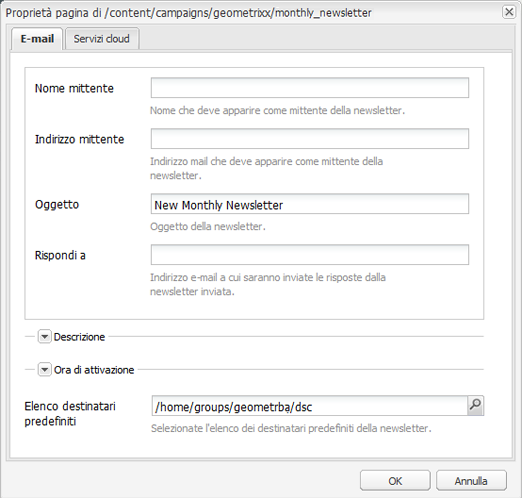 Proprietà pagina di /content/campaigns/geometrixx/monthly_newsletter
E-mail
Servizi cloud
Nome mittente
Nome che deve apparire come mittente della newsletter.
Indirizzo mittente
Indirizzo mail che deve apparire come mittente della
newsletter.
Oggetto
New Monthly Newsletter
Oggetto della newsletter.
Rispondi a
Indirizzo e-mail a cui saranno inviate le risposte dalla
newsletter inviata.
Descrizione
Ora di attivazione
Elenco destinatari
predefiniti
/home/groups/geometrba/dsc
Selezionate l'elenco dei destinatari predefiniti della newsletter.
OK
Annulla